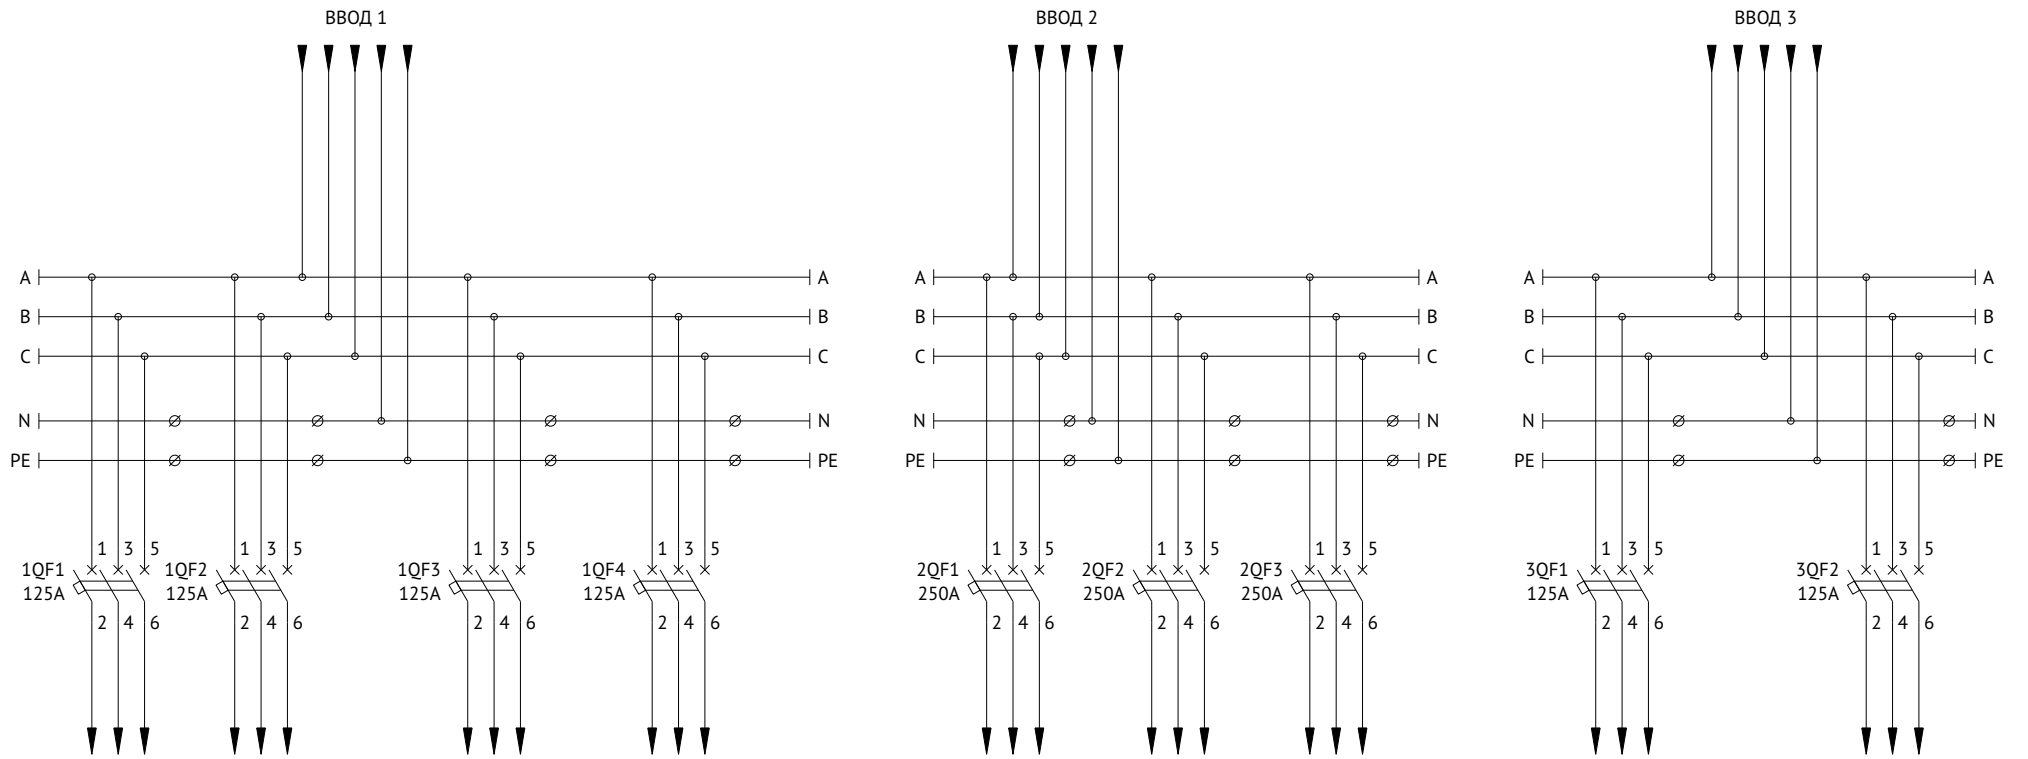 ВВОД 1 ВВОД 2 ВВОД 3
A A A A A A
B B B B B B
C C C C C C
N N N N N N
PE PE PE PE PE PE
1 3 5 1 3 5 1 3 5 1 3 5 1 3 5 1 3 5 1 3 5 1 3 5 1 3 5
1QF1 1QF2 1QF3 1QF4 2QF1 2QF2 2QF3 3QF1 3QF2
125A 125A 125A 125A 250A 250A 250A 125A 125A
2 4 6 2 4 6 2 4 6 2 4 6 2 4 6 2 4 6 2 4 6 2 4 6 2 4 6